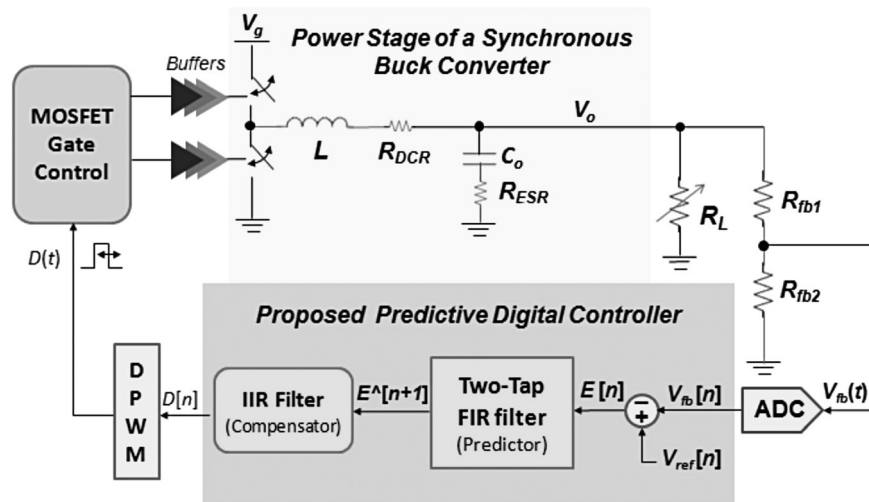 V_g
Power Stage of a Synchronous
Buck Converter
Buffers
MOSFET
Gate
Control
L
R_DCR
V_o
C_o
R_ESR
R_L
R_fb1
R_fb2
D(t)
Proposed Predictive Digital Controller
D
P
W
M
D[n]
IIR Filter
(Compensator)
E^[n+1]
Two-Tap
FIR filter
(Predictor)
E[n]
−
+
V_fb[n]
V_ref[n]
ADC
V_fb(t)